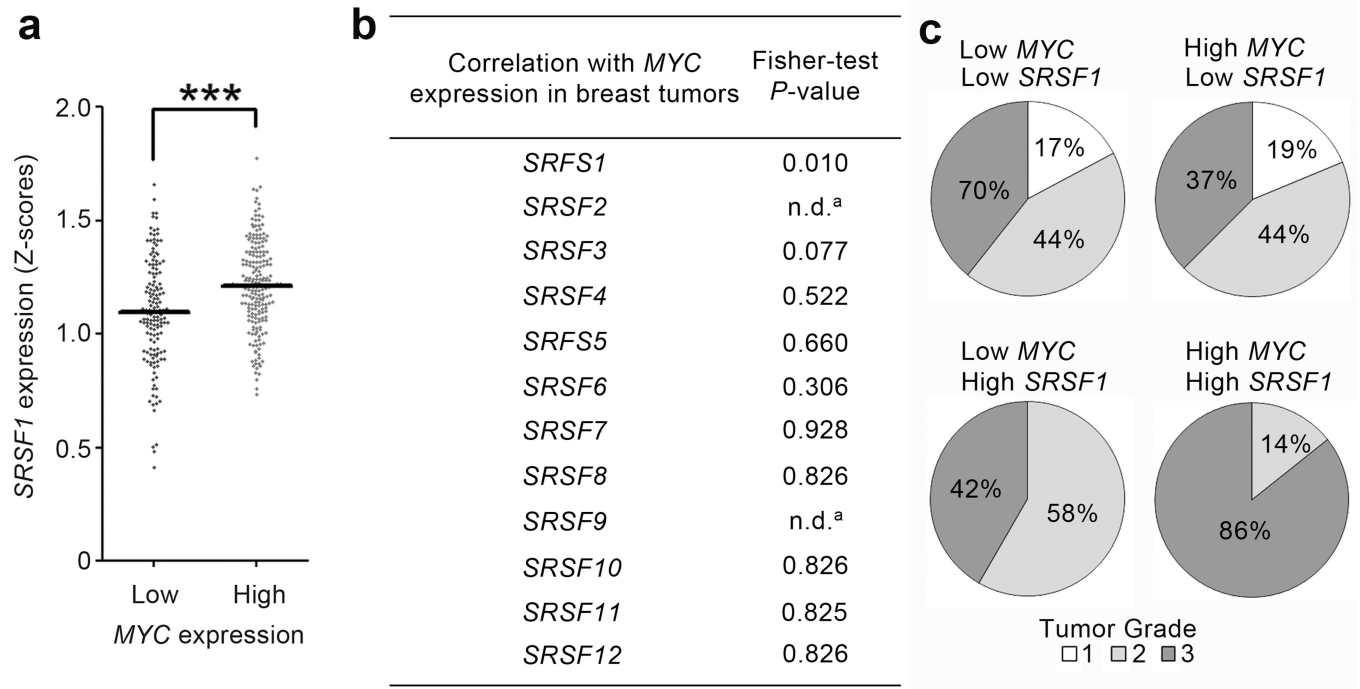 a
***
2.0
1.5
1.0
0.5
0
SRSF1 expression (Z-scores)
Low
High
MYC expression
b
Correlation with MYC
expression in breast tumors
Fisher-test
P-value
SRFS1 0.010
SRSF2 n.d.a
SRSF3 0.077
SRSF4 0.522
SRFS5 0.660
SRSF6 0.306
SRSF7 0.928
SRSF8 0.826
SRSF9 n.d.a
SRSF10 0.826
SRSF11 0.825
SRSF12 0.826
c
Low MYC
Low SRSF1
17%
70%
44%
High MYC
Low SRSF1
19%
37%
44%
Low MYC
High SRSF1
42%
58%
High MYC
High SRSF1
14%
86%
Tumor Grade
1 2 3